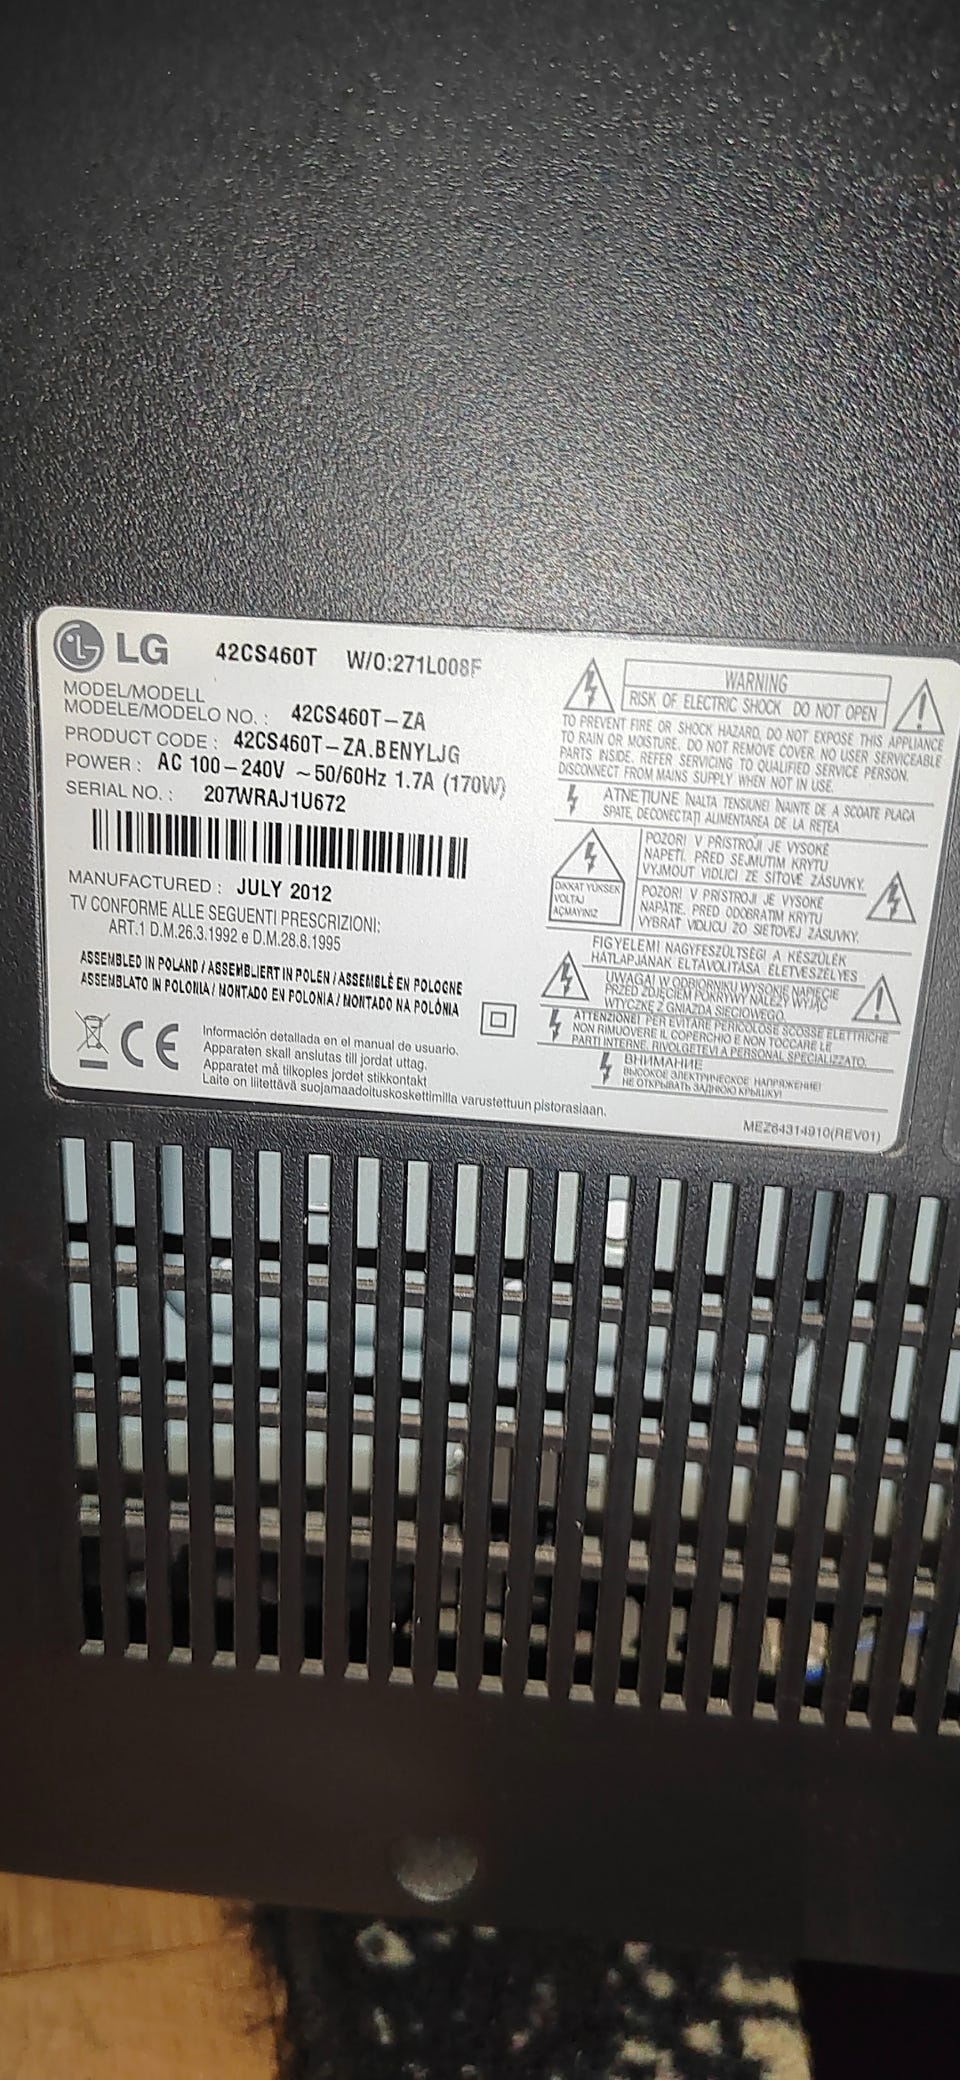 LG 42CS460T W/O:271L008F
MODEL/MODELL
MODELE/MODELO NO. : 42CS460T-ZA
PRODUCT CODE : 42CS460T-ZA.BENYLJG
POWER : AC 100-240V ~50/60Hz 1.7A (170W)
SERIAL NO. : 207WRAJ1U672
MANUFACTURED : JULY 2012
TV CONFORME ALLE SEGUENTI PRESCRIZIONI:
ART.1 D.M.26.3.1992 e D.M.28.8.1995
ASSEMBLED IN POLAND / ASSEMBLIERT IN POLEN / ASSEMBLÉ EN POLOGNE
ASSEMBLATO IN POLONIA / MONTADO EN POLONIA / MONTADO NA POLÓNIA
CE
Información detallada en el manual de usuario.
Apparaten skall anslutas till jordat uttag.
Apparatet må tilkoples jordet stikkontakt
Laite on liitettävä suojamaadoituskoskettimilla varustettuun pistorasiaan.
WARNING
RISK OF ELECTRIC SHOCK DO NOT OPEN
TO PREVENT FIRE OR SHOCK HAZARD, DO NOT EXPOSE THIS APPLIANCE
TO RAIN OR MOISTURE. DO NOT REMOVE COVER. NO USER SERVICEABLE
PARTS INSIDE. REFER SERVICING TO QUALIFIED SERVICE PERSON.
DISCONNECT FROM MAINS SUPPLY WHEN NOT IN USE.
ATNEȚIUNE ÎNALTA TENSIUNE! ÎNAINTE DE A SCOATE PLACA
SPATE, DECONECTAȚI ALIMENTAREA DE LA REȚEA
DIKKAT YÜKSEK
VOLTAJ
AÇMAYINIZ
POZOR! V PŘÍSTROJI JE VYSOKÉ
NAPĚTÍ. PŘED SEJMUTÍM KRYTU
VYJMOUT VIDLICI ZE SÍŤOVÉ ZÁSUVKY.
POZOR! V PRÍSTROJI JE VYSOKÉ
NAPÄTIE. PRED ODOBRATÍM KRYTU
VYBRAŤ VIDLICU ZO SIEŤOVEJ ZÁSUVKY.
FIGYELEM! NAGYFESZÜLTSÉG! A KÉSZÜLÉK
HÁTLAPJÁNAK ELTÁVOLÍTÁSA ÉLETVESZÉLYES
UWAGA! W ODBIORNIKU WYSOKIE NAPIĘCIE
PRZED ZDJĘCIEM POKRYWY NALEŻY WYJĄĆ
WTYCZKĘ Z GNIAZDA SIECIOWEGO.
ATTENZIONE! PER EVITARE PERICOLOSE SCOSSE ELETTRICHE
NON RIMUOVERE IL COPERCHIO E NON TOCCARE LE
PARTI INTERNE. RIVOLGETEVI A PERSONALE SPECIALIZZATO.
ВНИМАНИЕ
ВЫСОКОЕ ЭЛЕКТРИЧЕСКОЕ НАПРЯЖЕНИЕ!
НЕ ОТКРЫВАТЬ ЗАДНЮЮ КРЫШКУ!
MEZ64314910(REV01)